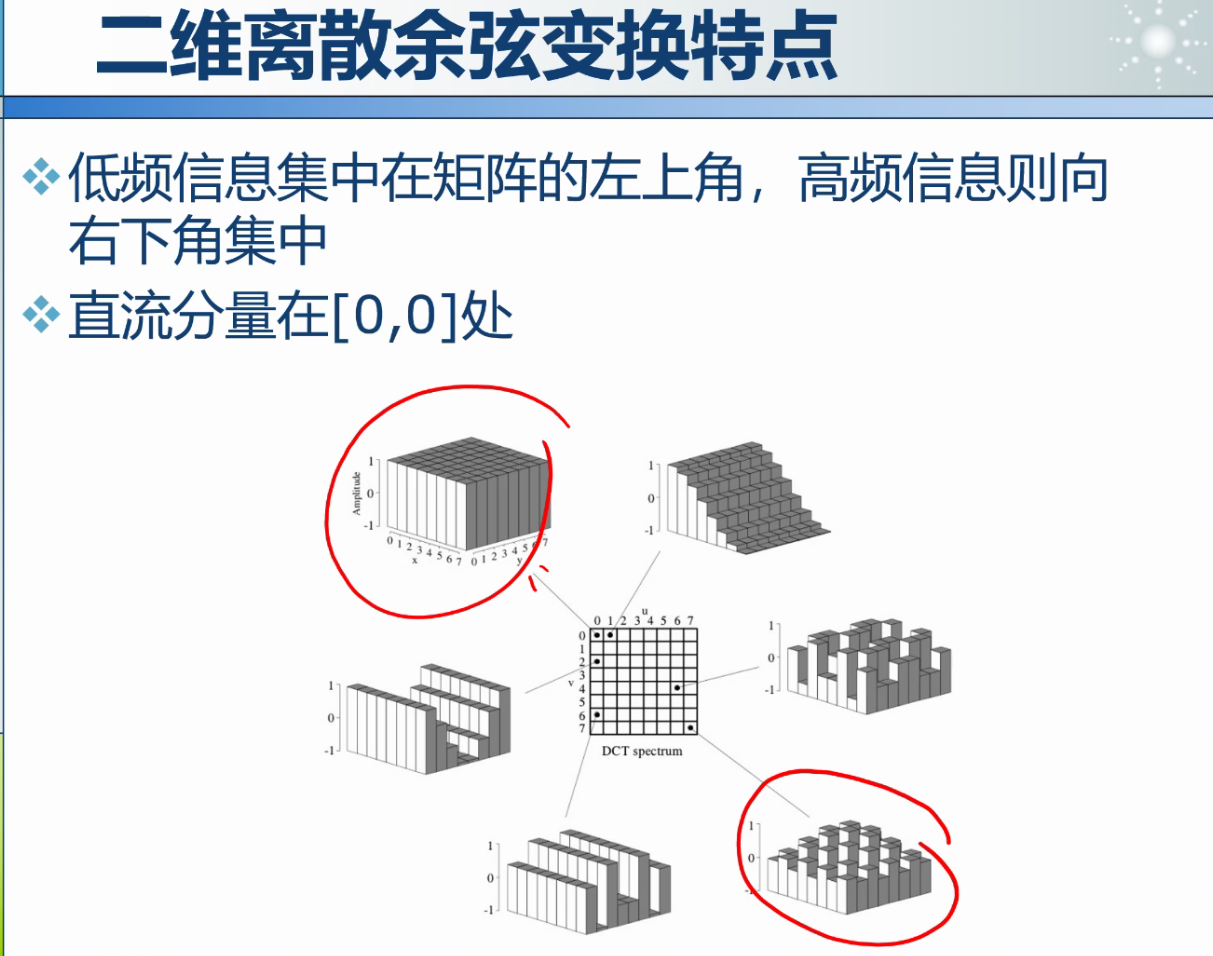 二维离散余弦变换特点
低频信息集中在矩阵的左上角，高频信息则向
右下角集中
直流分量在[0,0]处
1
0
-1
Amplitude
0 1 2 3 4 5 6 7
x
0 1 2 3 4 5 6 7
y
1
0
-1
u
0 1 2 3 4 5 6 7
0
1
2
3
v 4
5
6
7
DCT spectrum
1
0
-1
1
0
-1
1
0
-1
1
0
-1